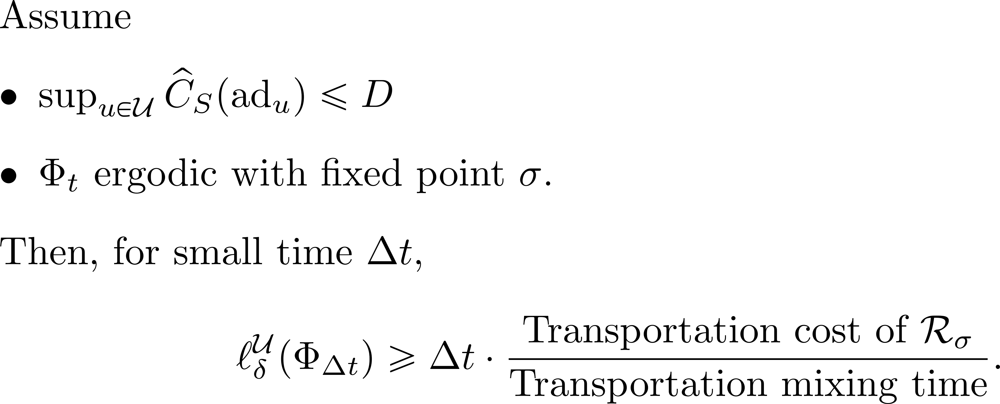 Assume
• $\sup_{u \in \mathcal{U}} \widehat{C}_S(\mathrm{ad}_u) \leqslant D$
• $\Phi_t$ ergodic with fixed point $\sigma$.
Then, for small time $\Delta t$,
$\ell_\delta^{\mathcal{U}}(\Phi_{\Delta t}) \geqslant \Delta t \cdot \frac{\text{Transportation cost of } \mathcal{R}_\sigma}{\text{Transportation mixing time}}.$